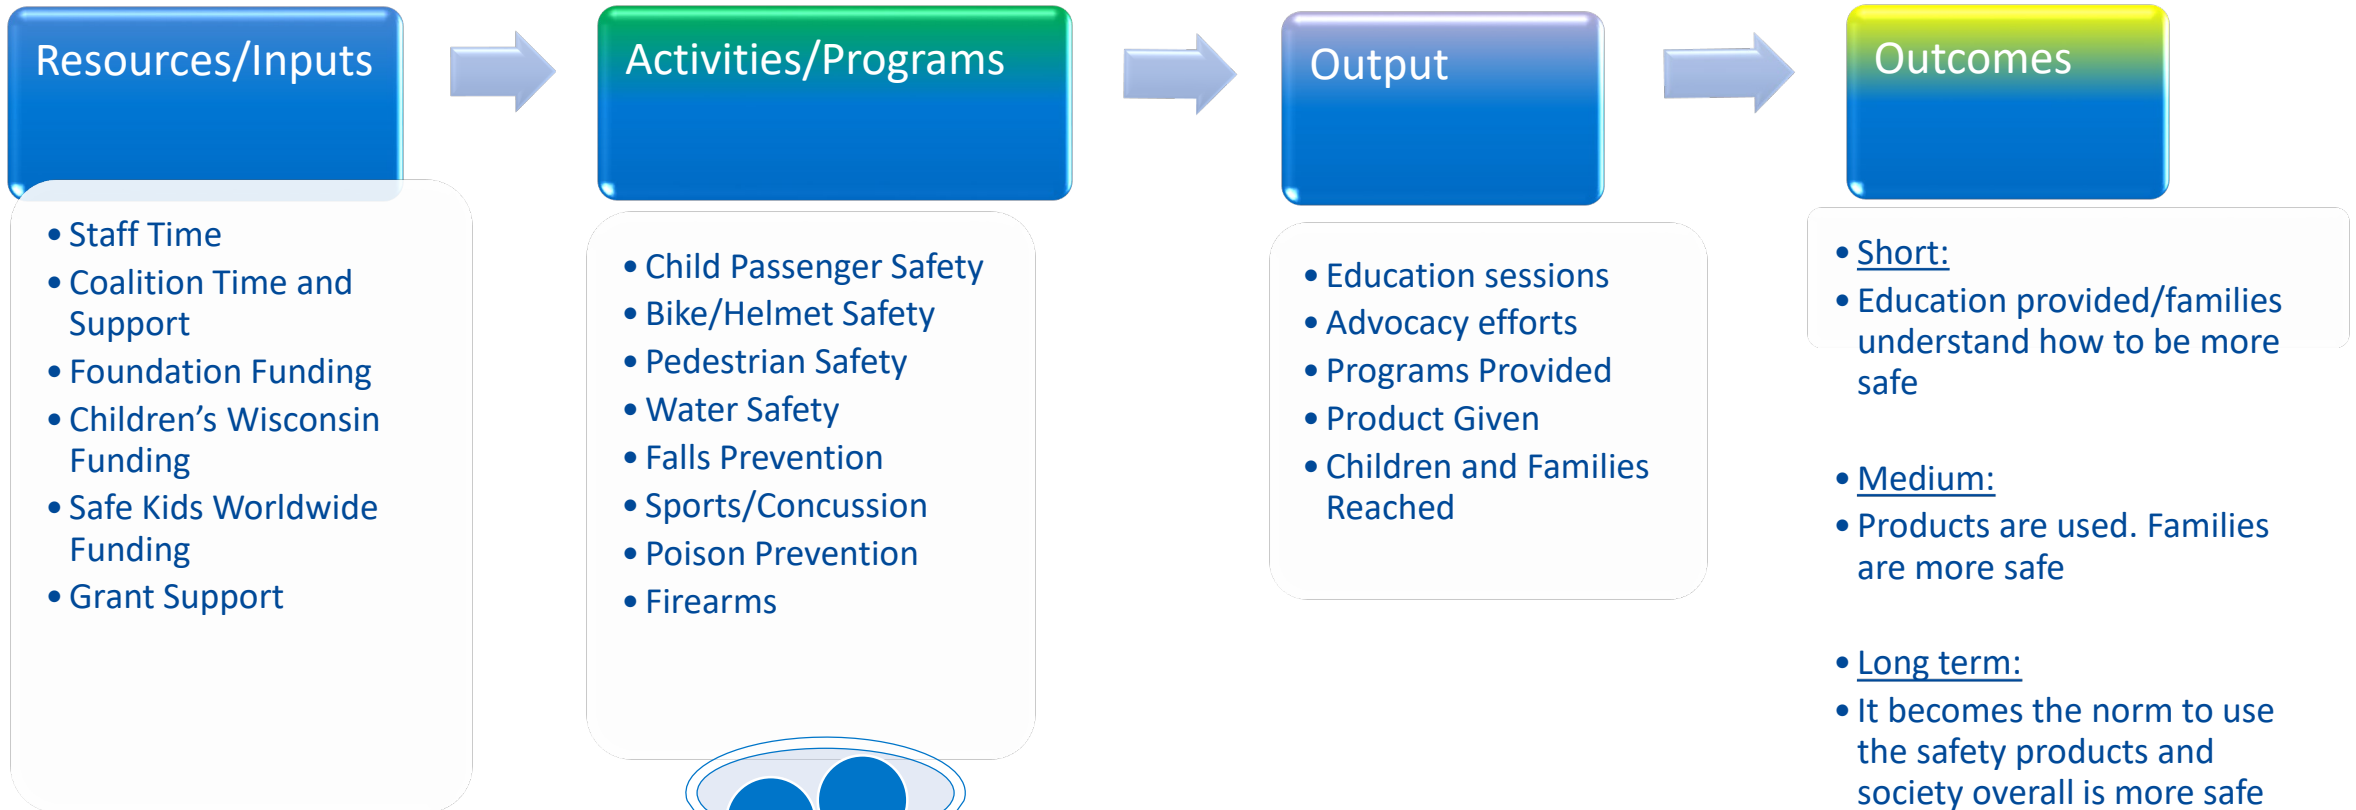 Resources/Inputs
• Staff Time
• Coalition Time and
Support
• Foundation Funding
• Children’s Wisconsin
Funding
• Safe Kids Worldwide
Funding
• Grant Support
Activities/Programs
• Child Passenger Safety
• Bike/Helmet Safety
• Pedestrian Safety
• Water Safety
• Falls Prevention
• Sports/Concussion
• Poison Prevention
• Firearms
Output
• Education sessions
• Advocacy efforts
• Programs Provided
• Product Given
• Children and Families
Reached
Outcomes
• Short:
• Education provided/families
understand how to be more
safe
• Medium:
• Products are used. Families
are more safe
• Long term:
• It becomes the norm to use
the safety products and
society overall is more safe